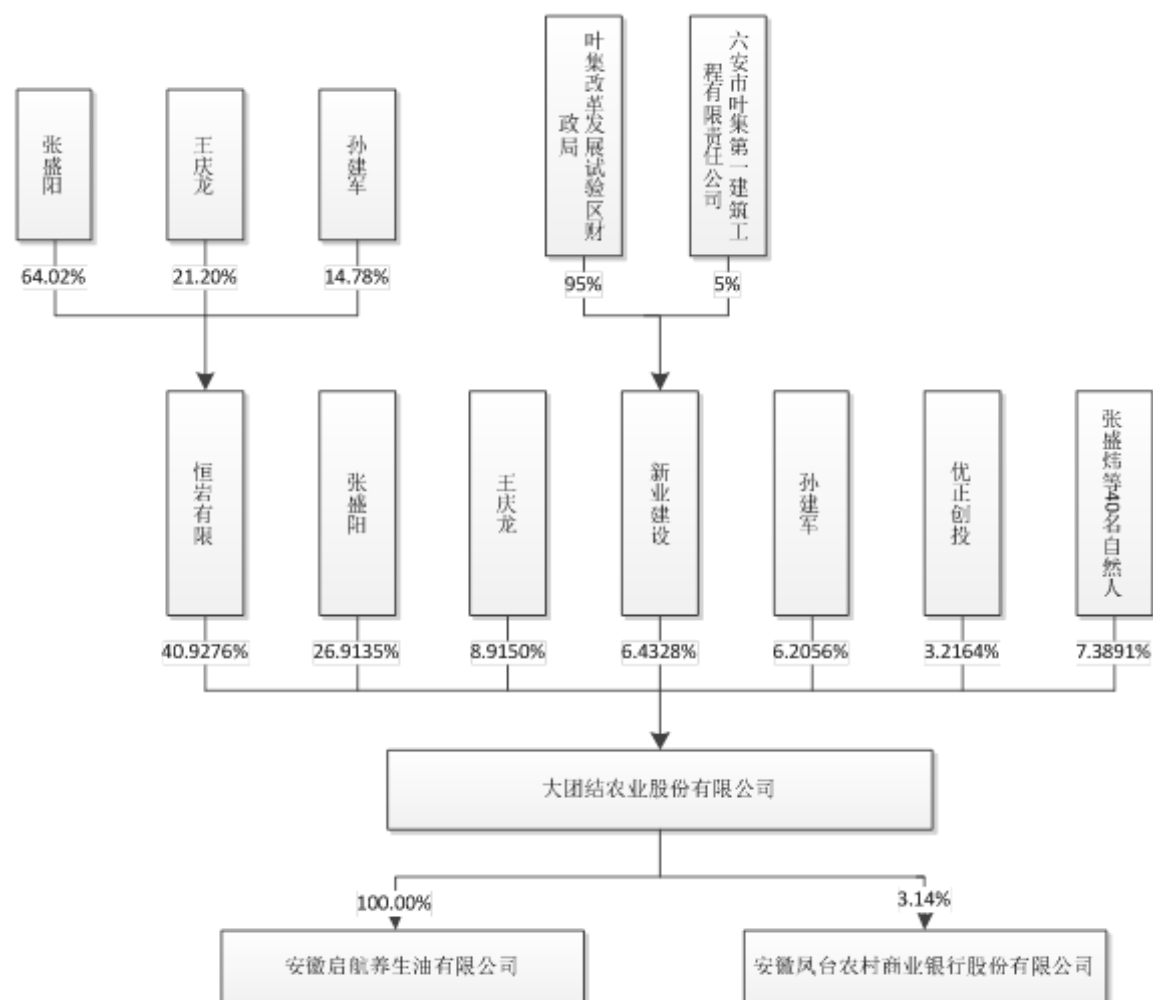 叶集改革发展试验区财
政局
六安市叶集第一建筑工
程有限责任公司
张盛阳
王庆龙
孙建军
64.02%
21.20%
14.78%
95%
5%
恒岩有限
张盛阳
王庆龙
新业建设
孙建军
优正创投
张盛炜等40名自然人
40.9276%
26.9135%
8.9150%
6.4328%
6.2056%
3.2164%
7.3891%
大团结农业股份有限公司
100.00%
3.14%
安徽启航养生油有限公司
安徽凤台农村商业银行股份有限公司